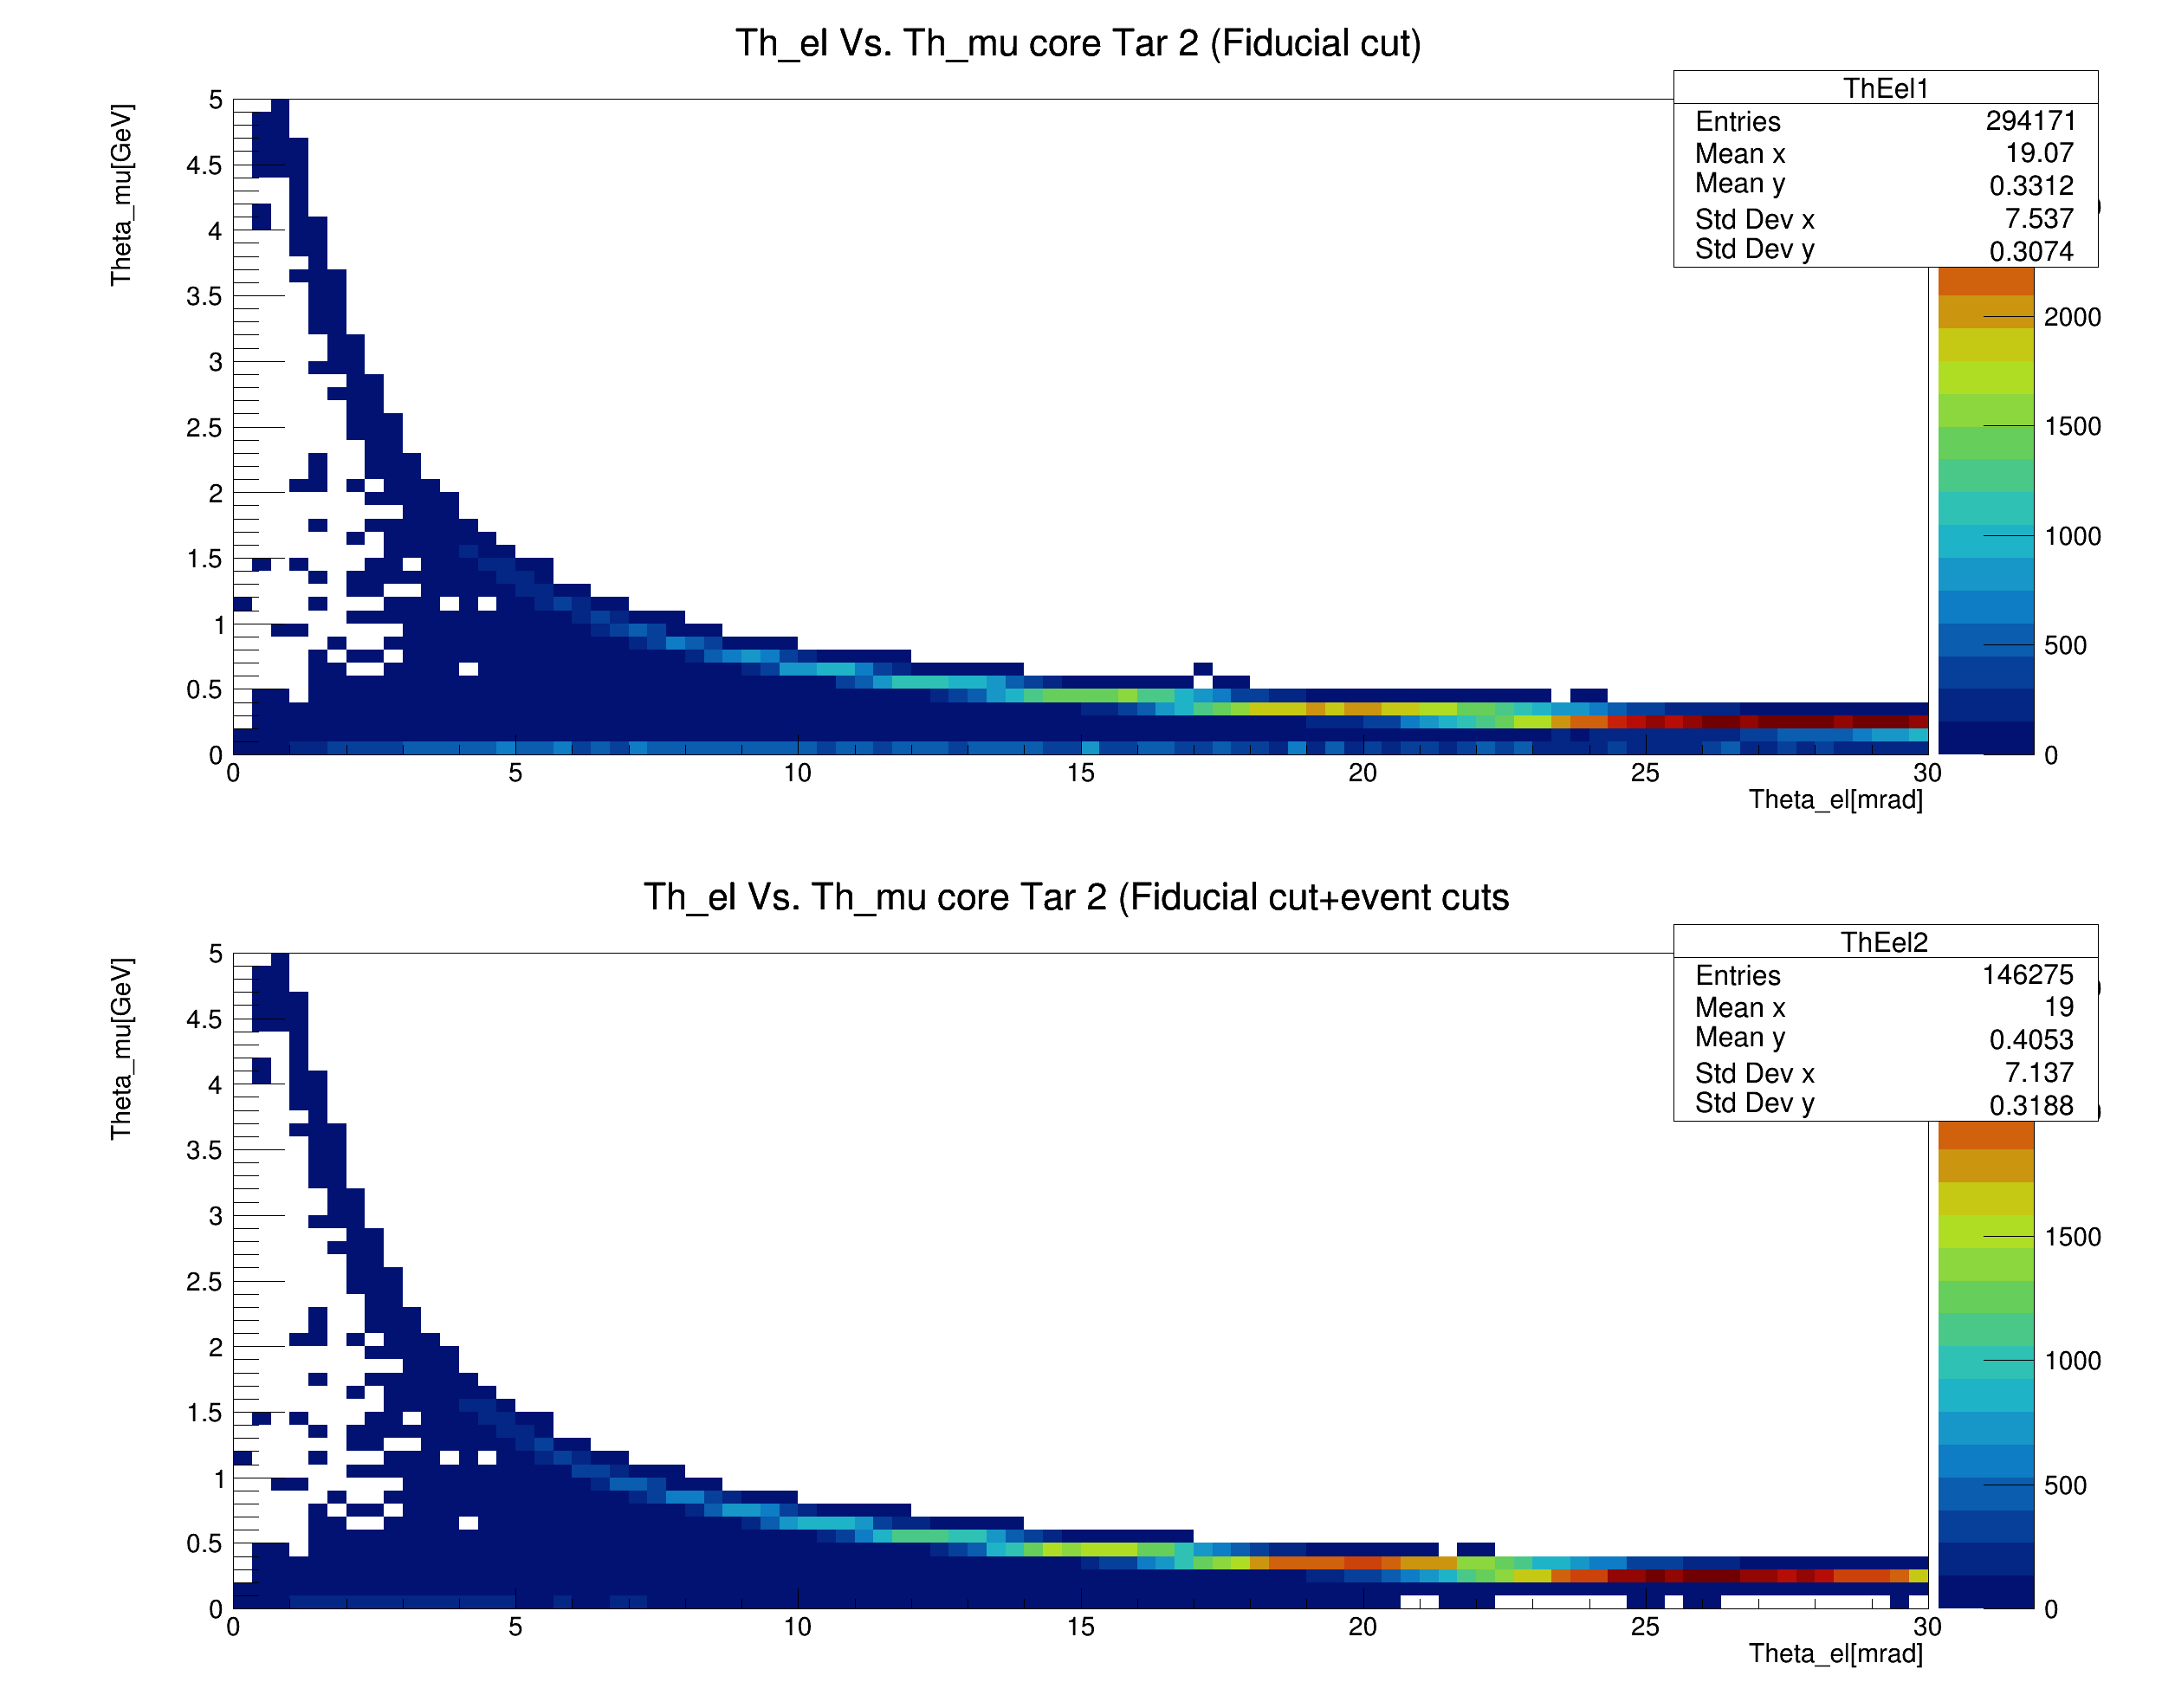 Th_el Vs. Th_mu core Tar 2 (Fiducial cut)
ThEel1
Entries 294171
Mean x 19.07
Mean y 0.3312
Std Dev x 7.537
Std Dev y 0.3074
Theta_mu[GeV]
5
4.5
4
3.5
3
2.5
2
1.5
1
0.5
0
0 5 10 15 20 25 30
Theta_el[mrad]
2000
1500
1000
500
0
Th_el Vs. Th_mu core Tar 2 (Fiducial cut+event cuts
ThEel2
Entries 146275
Mean x 19
Mean y 0.4053
Std Dev x 7.137
Std Dev y 0.3188
Theta_mu[GeV]
5
4.5
4
3.5
3
2.5
2
1.5
1
0.5
0
0 5 10 15 20 25 30
Theta_el[mrad]
1500
1000
500
0